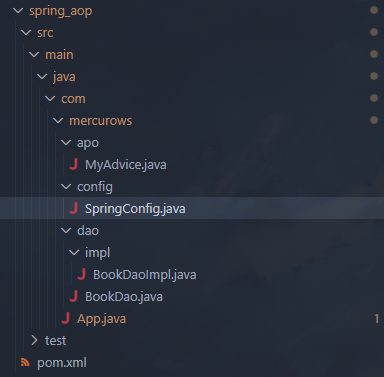 spring_aop
src
main
java
com
mercurows
apo
MyAdvice.java
config
SpringConfig.java
dao
impl
BookDaoImpl.java
BookDao.java
App.java 1
test
pom.xml